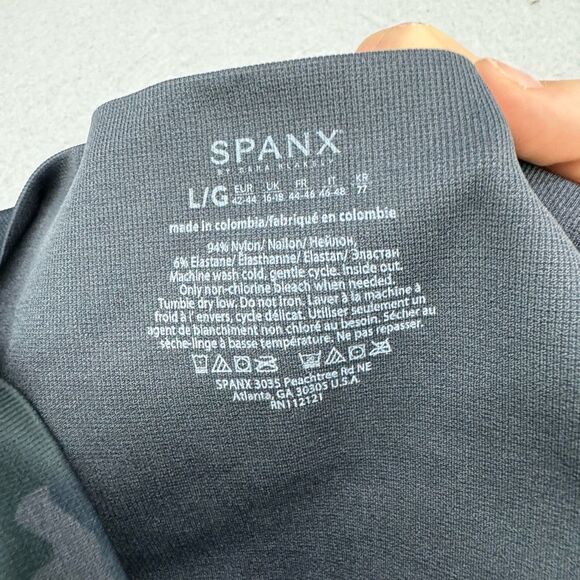 SPANX®
BY SARA BLAKELY
L/G EUR 42-44 UK 16-18 FR 44-46 IT 46-48 KR 77
made in colombia/fabriqué en colombie
94% Nylon/ Naïlon/ Нейлон,
6% Elastane/ Élasthanne/ Elastan/ Эластан
Machine wash cold, gentle cycle. Inside out.
Only non-chlorine bleach when needed.
Tumble dry low. Do not Iron. Laver à la machine à
froid à l'envers, cycle délicat. Utiliser seulement un
agent de blanchiment non chloré au besoin. Sécher au
sèche-linge à basse température. Ne pas repasser.
SPANX 3035 Peachtree Rd NE
Atlanta, GA 30305 U.S.A.
RN112121